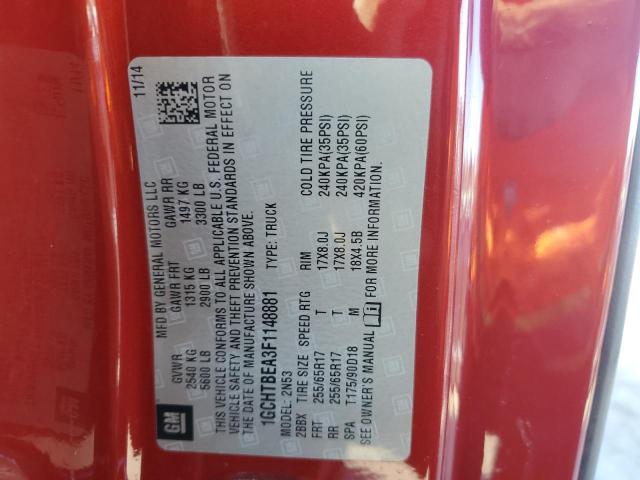 GM
MFD BY GENERAL MOTORS LLC 11/14
GVWR GAWR FRT GAWR RR
2540 KG 1315 KG 1497 KG
5600 LB 2900 LB 3300 LB
THIS VEHICLE CONFORMS TO ALL APPLICABLE U.S. FEDERAL MOTOR
VEHICLE SAFETY AND THEFT PREVENTION STANDARDS IN EFFECT ON
THE DATE OF MANUFACTURE SHOWN ABOVE.
1GCHTBEA3F1148881 TYPE: TRUCK
MODEL: 2N53
2BBX TIRE SIZE SPEED RTG RIM COLD TIRE PRESSURE
FRT 255/65R17 T 17X8.0J 240KPA(35PSI)
RR 255/65R17 T 17X8.0J 240KPA(35PSI)
SPA T175/90D18 M 18X4.5B 420KPA(60PSI)
SEE OWNER'S MANUAL FOR MORE INFORMATION.